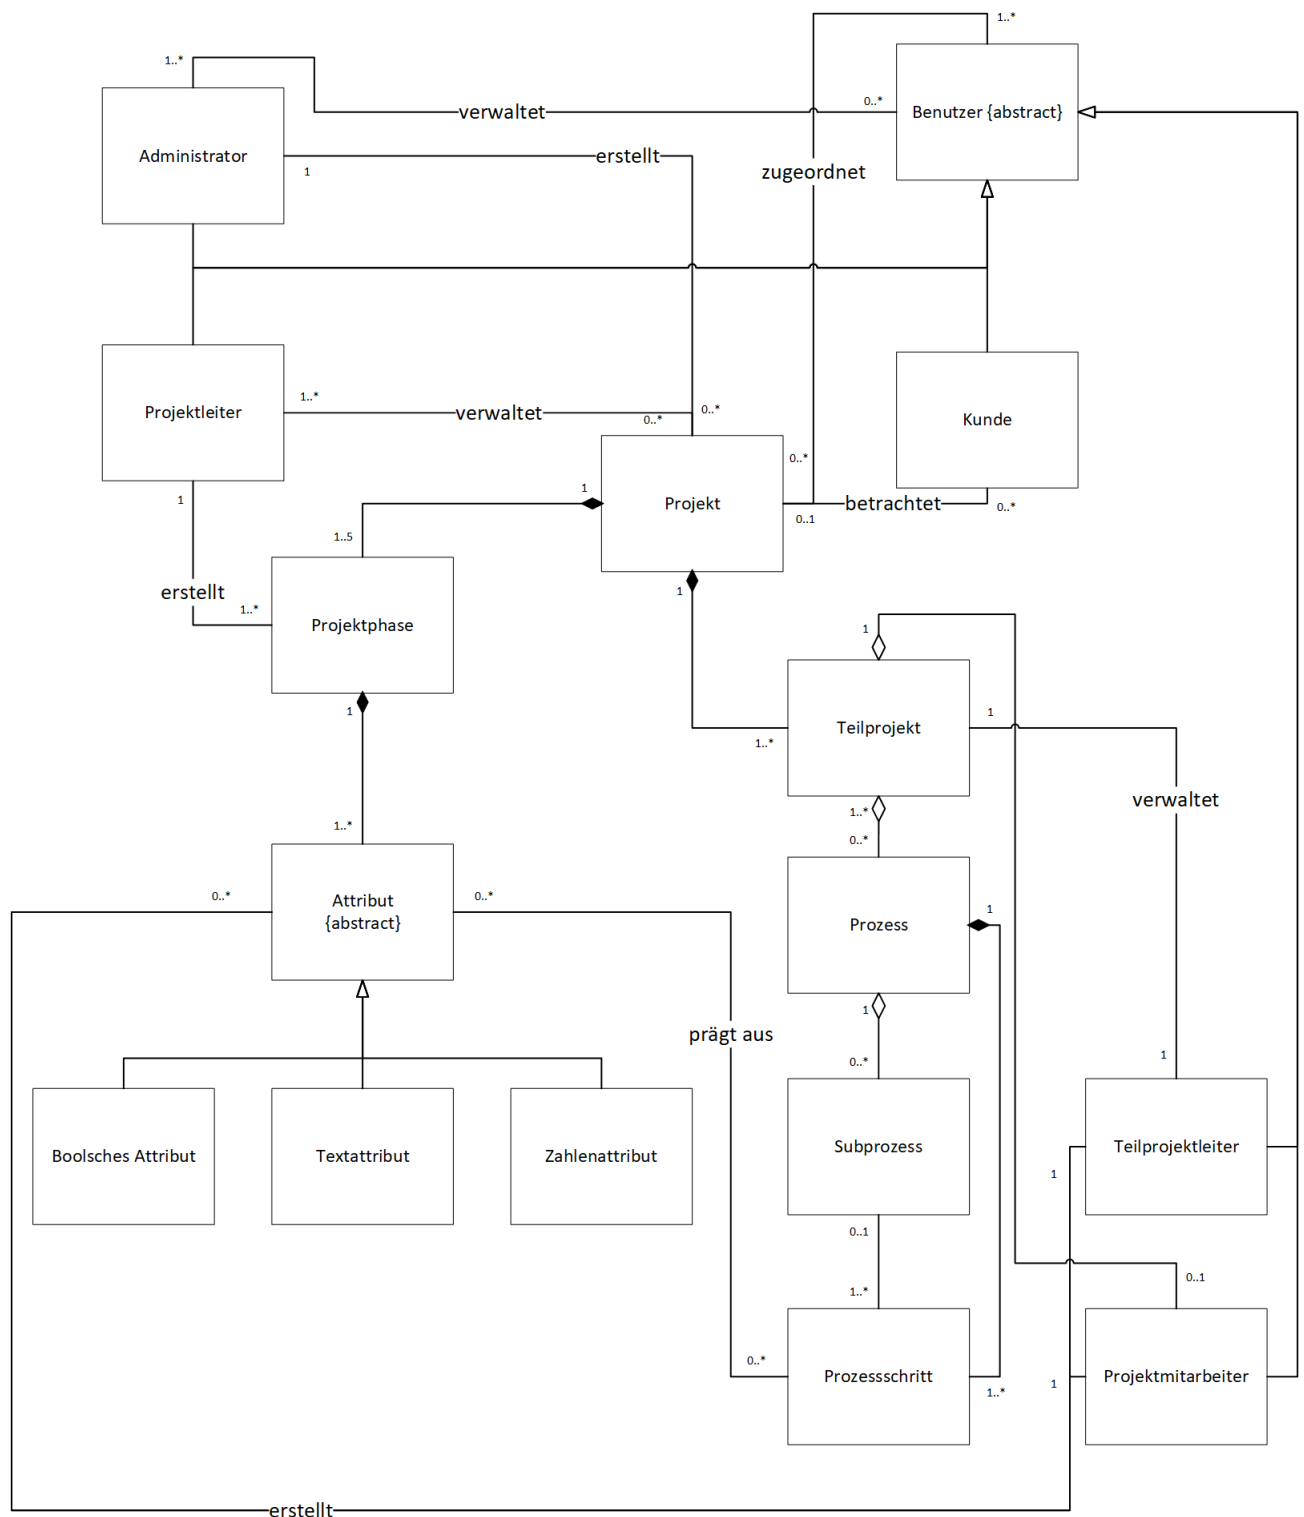 1..*
1..*
Administrator
verwaltet
0..*
Benutzer {abstract}
erstellt
1
zugeordnet
Projektleiter
1..*
verwaltet
0..*
0..*
Kunde
0..*
1
1
Projekt
0..1
betrachtet
0..*
1..5
erstellt
1..*
Projektphase
1
1
1
Teilprojekt
1
1..*
verwaltet
1..*
0..*
1..*
Attribut
{abstract}
0..*
0..*
Prozess
1
prägt aus
1
0..*
1
Boolsches Attribut
Textattribut
Zahlenattribut
Subprozess
Teilprojektleiter
1
0..1
1..*
0..1
0..*
Prozessschritt
1..*
1
Projektmitarbeiter
erstellt